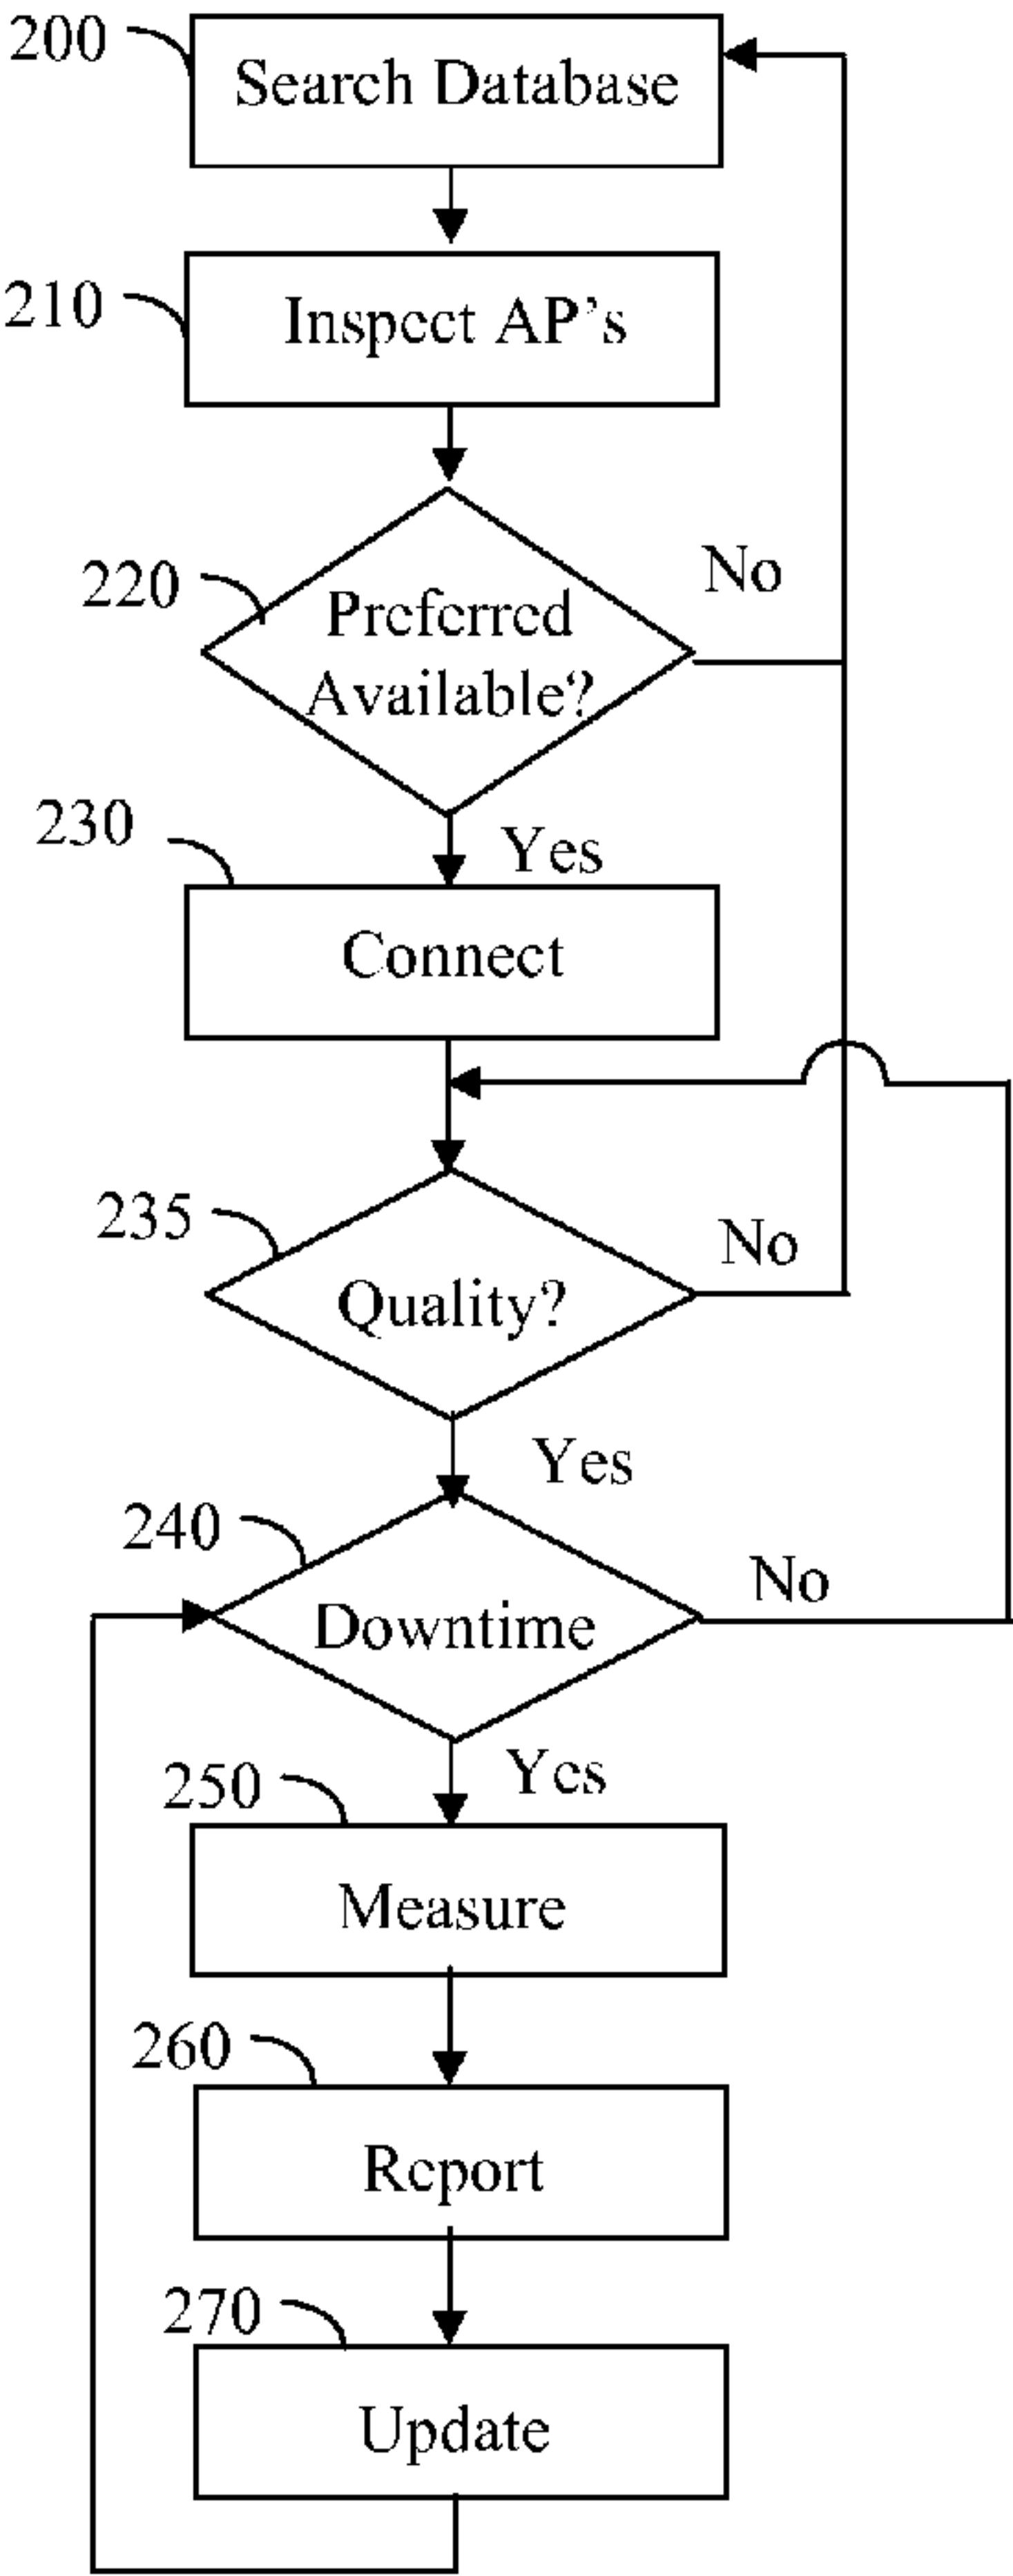 200
Search Database
210
Inspect AP's
220
No
Preferred
Available?
230
Yes
Connect
235
No
Quality?
Yes
240
No
Downtime
250
Yes
Measure
260
Report
270
Update